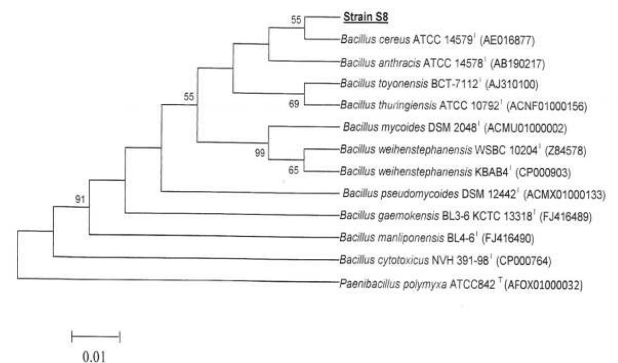 55
Strain S8
Bacillus cereus ATCC 14579ᵀ (AE016877)
Bacillus anthracis ATCC 14578ᵀ (AB190217)
Bacillus toyonensis BCT-7112ᵀ (AJ310100)
69
Bacillus thuringiensis ATCC 10792ᵀ (ACNF01000156)
55
Bacillus mycoides DSM 2048ᵀ (ACMU01000002)
99
Bacillus weihenstephanensis WSBC 10204ᵀ (Z84578)
65
Bacillus weihenstephanensis KBAB4ᵀ (CP000903)
Bacillus pseudomycoides DSM 12442ᵀ (ACMX01000133)
91
Bacillus gaemokensis BL3-6 KCTC 13318ᵀ (FJ416489)
Bacillus manliponensis BL4-6ᵀ (FJ416490)
Bacillus cytotoxicus NVH 391-98ᵀ (CP000764)
Paenibacillus polymyxa ATCC842 ᵀ (AFOX01000032)
0.01